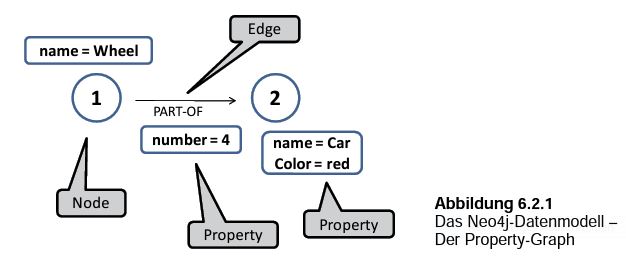 Edge
name = Wheel
1
2
PART-OF
number = 4
name = Car
Color = red
Node
Property
Property
Abbildung 6.2.1
Das Neo4j-Datenmodell –
Der Property-Graph